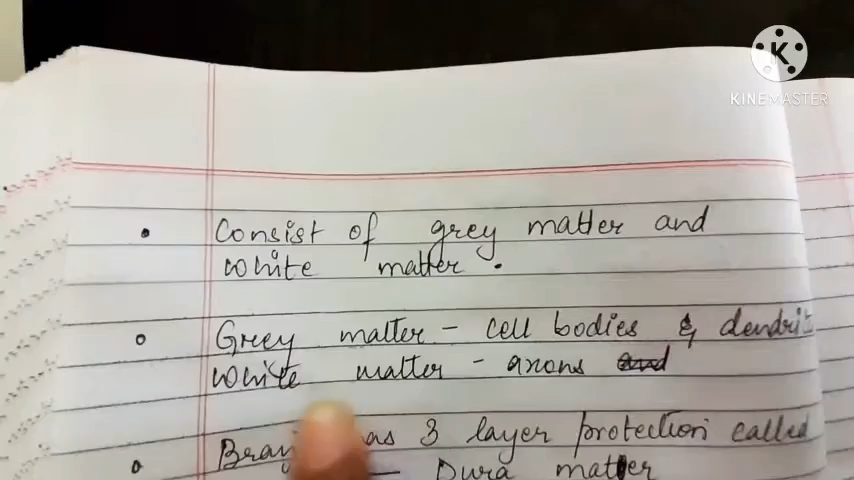 KINEMASTER
Consist of grey matter and
white matter.
Grey matter - cell bodies & dendrit
White matter - axons
has 3 layer protection called
Dura matter